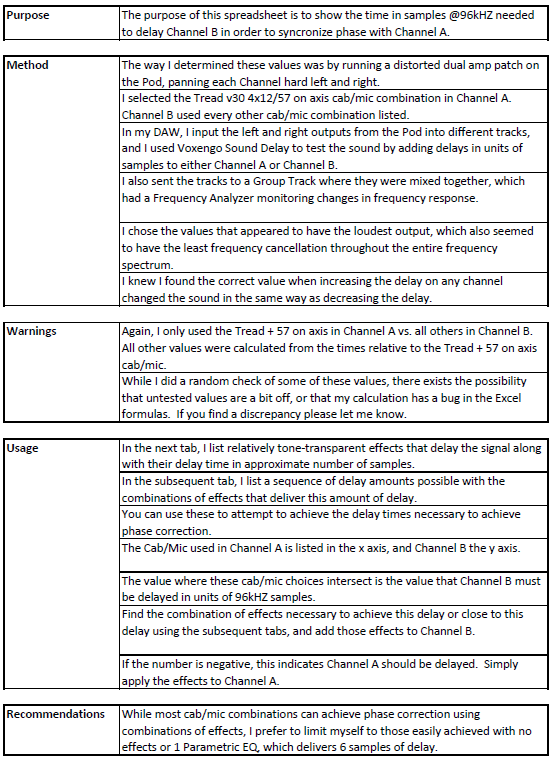 Purpose
The purpose of this spreadsheet is to show the time in samples @96kHZ needed
to delay Channel B in order to syncronize phase with Channel A.
Method
The way I determined these values was by running a distorted dual amp patch on
the Pod, panning each Channel hard left and right.
I selected the Tread v30 4x12/57 on axis cab/mic combination in Channel A.
Channel B used every other cab/mic combination listed.
In my DAW, I input the left and right outputs from the Pod into different tracks,
and I used Voxengo Sound Delay to test the sound by adding delays in units of
samples to either Channel A or Channel B.
I also sent the tracks to a Group Track where they were mixed together, which
had a Frequency Analyzer monitoring changes in frequency response.
I chose the values that appeared to have the loudest output, which also seemed
to have the least frequency cancellation throughout the entire frequency
spectrum.
I knew I found the correct value when increasing the delay on any channel
changed the sound in the same way as decreasing the delay.
Warnings
Again, I only used the Tread + 57 on axis in Channel A vs. all others in Channel B.
All other values were calculated from the times relative to the Tread + 57 on axis
cab/mic.
While I did a random check of some of these values, there exists the possibility
that untested values are a bit off, or that my calculation has a bug in the Excel
formulas.  If you find a discrepancy please let me know.
Usage
In the next tab, I list relatively tone-transparent effects that delay the signal along
with their delay time in approximate number of samples.
In the subsequent tab, I list a sequence of delay amounts possible with the
combinations of effects that deliver this amount of delay.
You can use these to attempt to achieve the delay times necessary to achieve
phase correction.
The Cab/Mic used in Channel A is listed in the x axis, and Channel B the y axis.
The value where these cab/mic choices intersect is the value that Channel B must
be delayed in units of 96kHZ samples.
Find the combination of effects necessary to achieve this delay or close to this
delay using the subsequent tabs, and add those effects to Channel B.
If the number is negative, this indicates Channel A should be delayed.  Simply
apply the effects to Channel A.
Recommendations
While most cab/mic combinations can achieve phase correction using
combinations of effects, I prefer to limit myself to those easily achieved with no
effects or 1 Parametric EQ, which delivers 6 samples of delay.